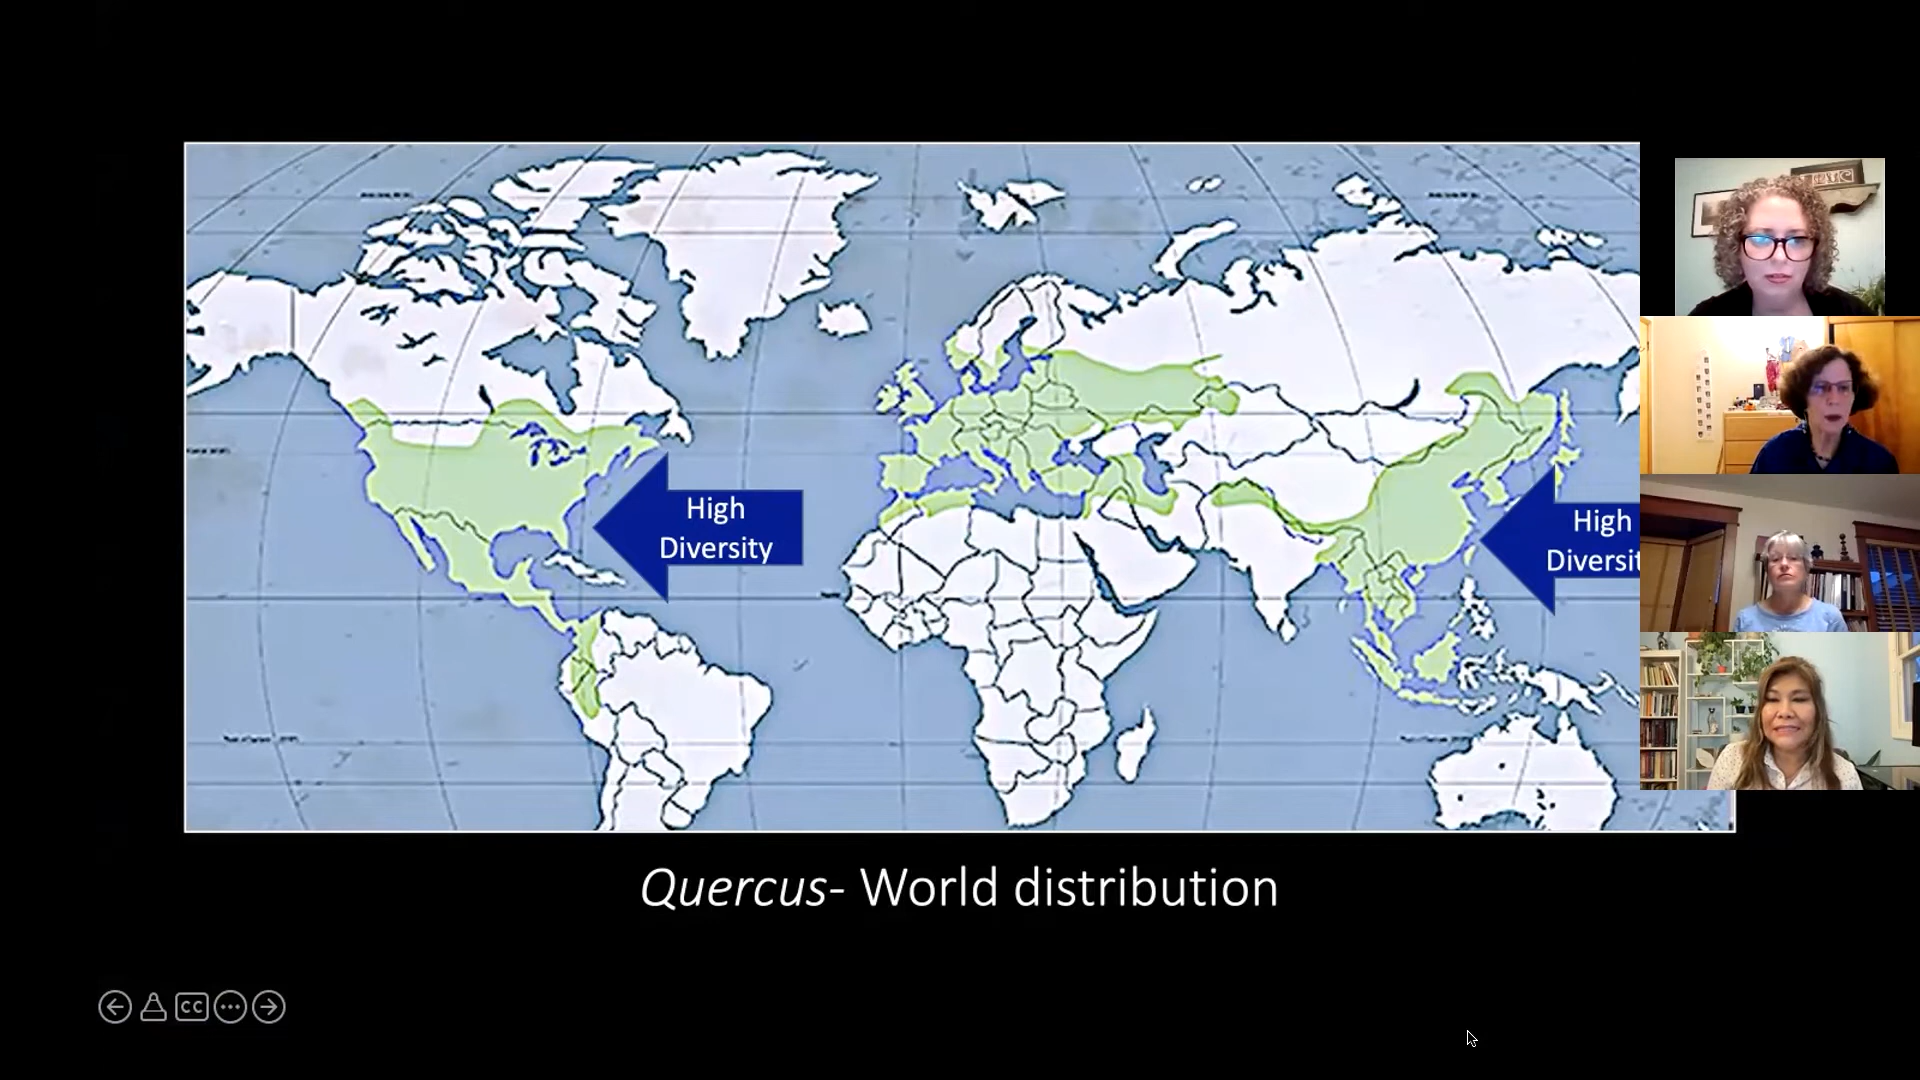 High
Diversity
High
Diversit
Quercus- World distribution
CC